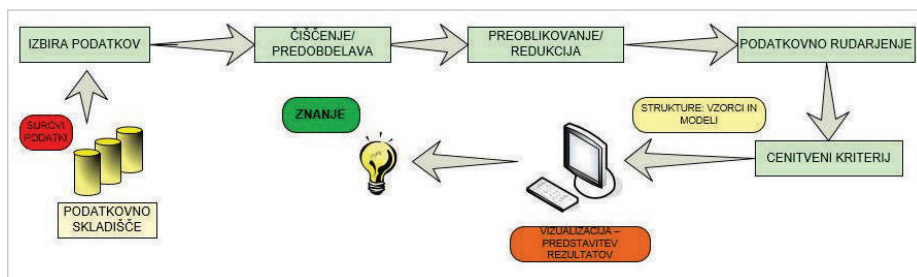 IZBIRA PODATKOV
ČIŠČENJE/
PREDOBDELAVA
PREOBLIKOVANJE/
REDUKCIJA
PODATKOVNO RUDARJENJE
SUROVI
PODATKI
ZNANJE
STRUKTURE: VZORCI IN
MODELI
CENITVENI KRITERIJ
PODATKOVNO
SKLADIŠČE
VIZUALIZACIJA –
PREDSTAVITEV
REZULTATOV